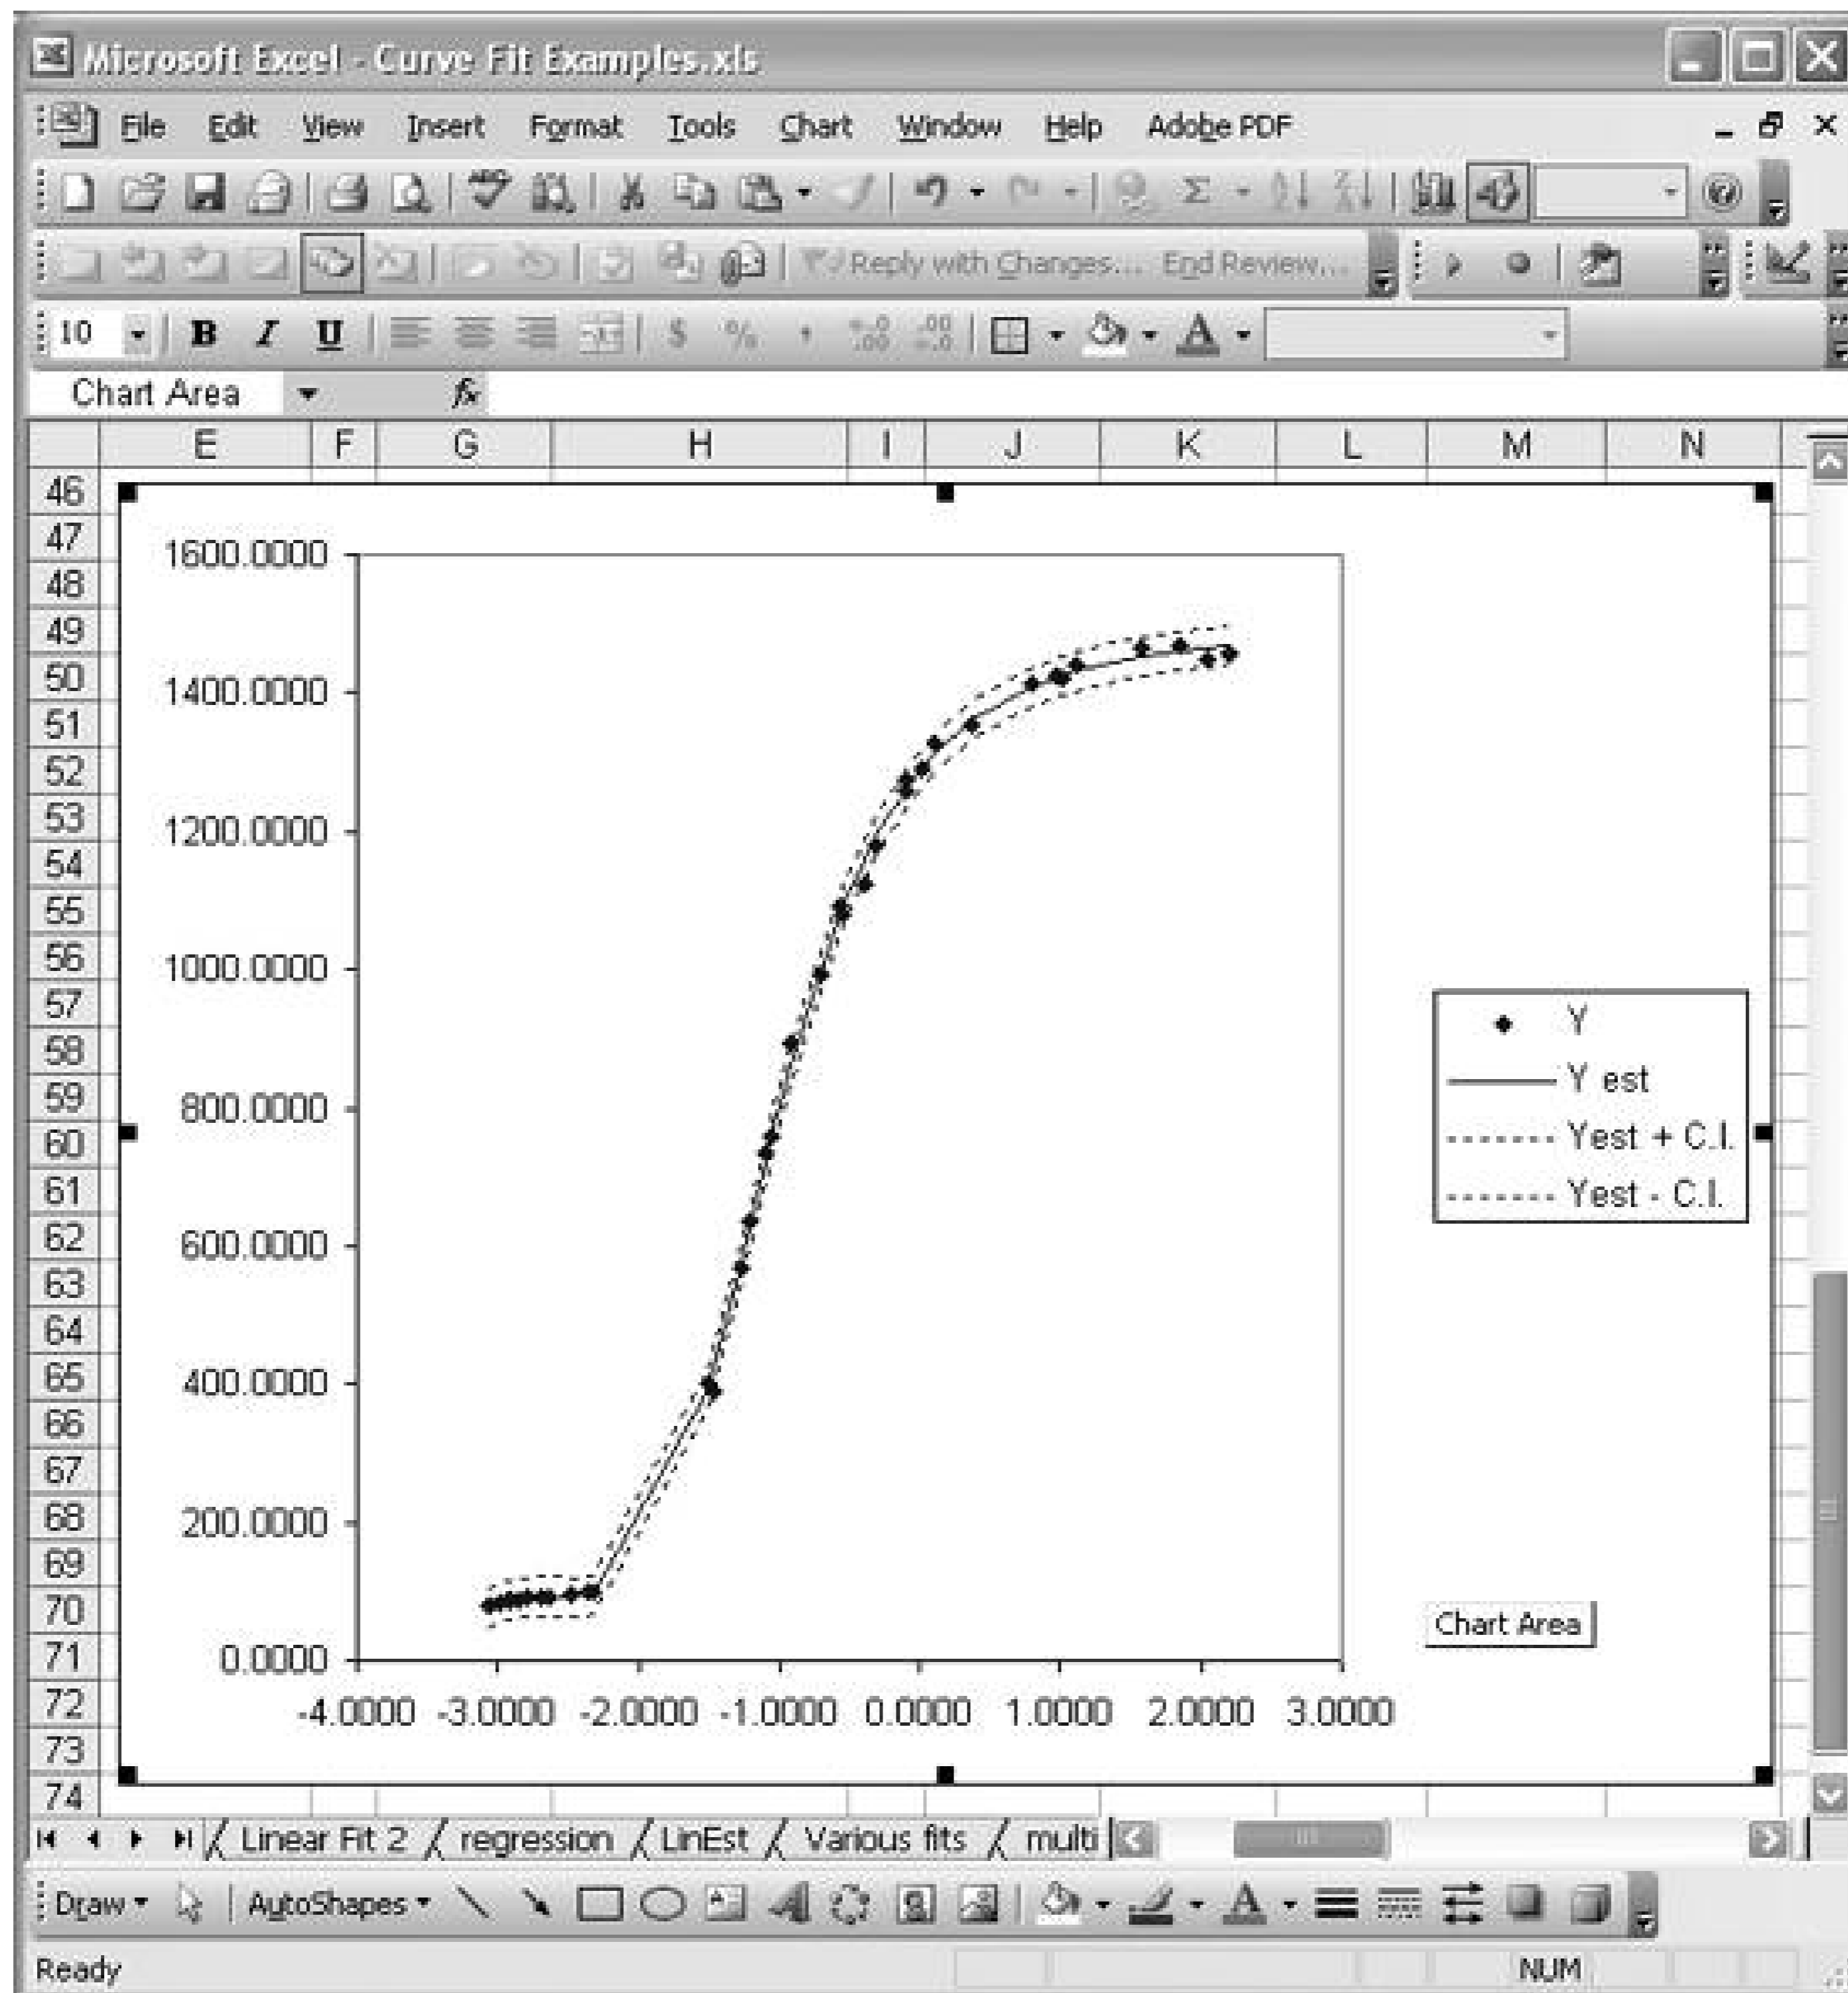 Microsoft Excel - Curve Fit Examples.xls
File Edit View Insert Format Tools Chart Window Help Adobe PDF
Reply with Changes... End Review...
10 B I U $ %
Chart Area fx
E F G H I J K L M N
46
47
48
49
50
51
52
53
54
55
56
57
58
59
60
61
62
63
64
65
66
67
68
69
70
71
72
73
74
1600.0000
1400.0000
1200.0000
1000.0000
800.0000
600.0000
400.0000
200.0000
0.0000
-4.0000 -3.0000 -2.0000 -1.0000 0.0000 1.0000 2.0000 3.0000
Y
Y est
Yest + C.I.
Yest - C.I.
Chart Area
Linear Fit 2 regression LinEst Various fits multi
Draw AutoShapes
Ready NUM